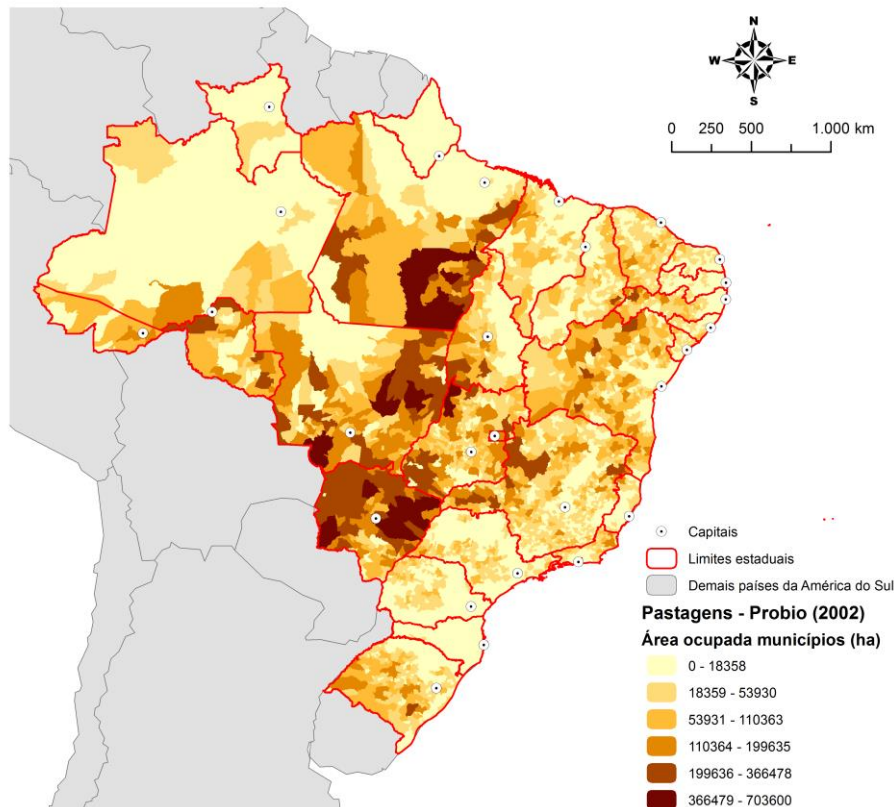 N
W E
S
0 250 500 1.000 km
Capitais
Limites estaduais
Demais países da América do Sul
Pastagens - Probio (2002)
Área ocupada municípios (ha)
0 - 18358
18359 - 53930
53931 - 110363
110364 - 199635
199636 - 366478
366479 - 703600